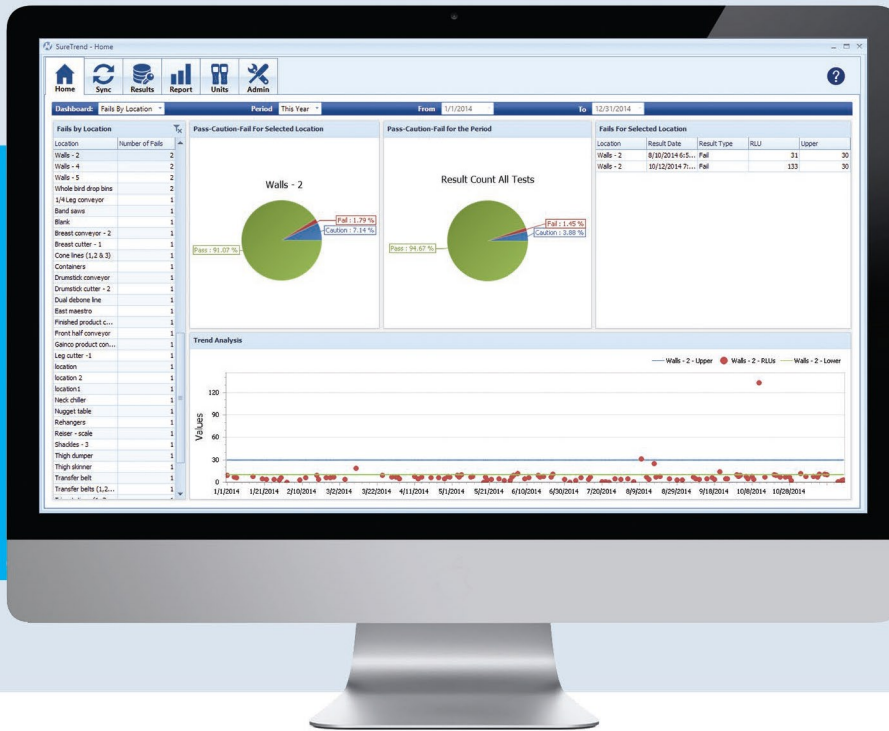 SureTrend - Home
Home Sync Results Report Units Admin
?
Dashboard: Fails By Location Period This Year From 1/1/2014 To 12/31/2014
Fails by Location
Location Number of Fails
Walls - 2 2
Walls - 4 2
Walls - 5 2
Whole bird drop bins 2
1/4 Leg conveyor 1
Band saws 1
Blank 1
Breast conveyor - 2 1
Breast cutter - 1 1
Cone lines (1,2 & 3) 1
Containers 1
Drumstick conveyor 1
Drumstick cutter - 2 1
Dual debone line 1
East maestro 1
Finished product c... 1
Front half conveyor 1
Gainco product con... 1
Leg cutter -1 1
location 1
location 2 1
location1 1
Neck chiller 1
Nugget table 1
Rehangers 1
Reiser - scale 1
Shackles - 3 1
Thigh dumper 1
Thigh skinner 1
Transfer belt 1
Transfer belts (1,2... 1
Pass-Caution-Fail For Selected Location
Walls - 2
Fail : 1.79 %
Caution : 7.14 %
Pass : 91.07 %
Pass-Caution-Fail for the Period
Result Count All Tests
Fail : 1.45 %
Caution : 3.88 %
Pass : 94.67 %
Fails For Selected Location
Location Result Date Result Type RLU Upper
Walls - 2 8/10/2014 6:5... Fail 31 30
Walls - 2 10/12/2014 7:... Fail 133 30
Trend Analysis
Walls - 2 - Upper Walls - 2 - RLUs Walls - 2 - Lower
Values
120
90
60
30
0
1/1/2014 1/21/2014 2/10/2014 3/2/2014 3/22/2014 4/11/2014 5/1/2014 5/21/2014 6/10/2014 6/30/2014 7/20/2014 8/9/2014 8/29/2014 9/18/2014 10/8/2014 10/28/2014